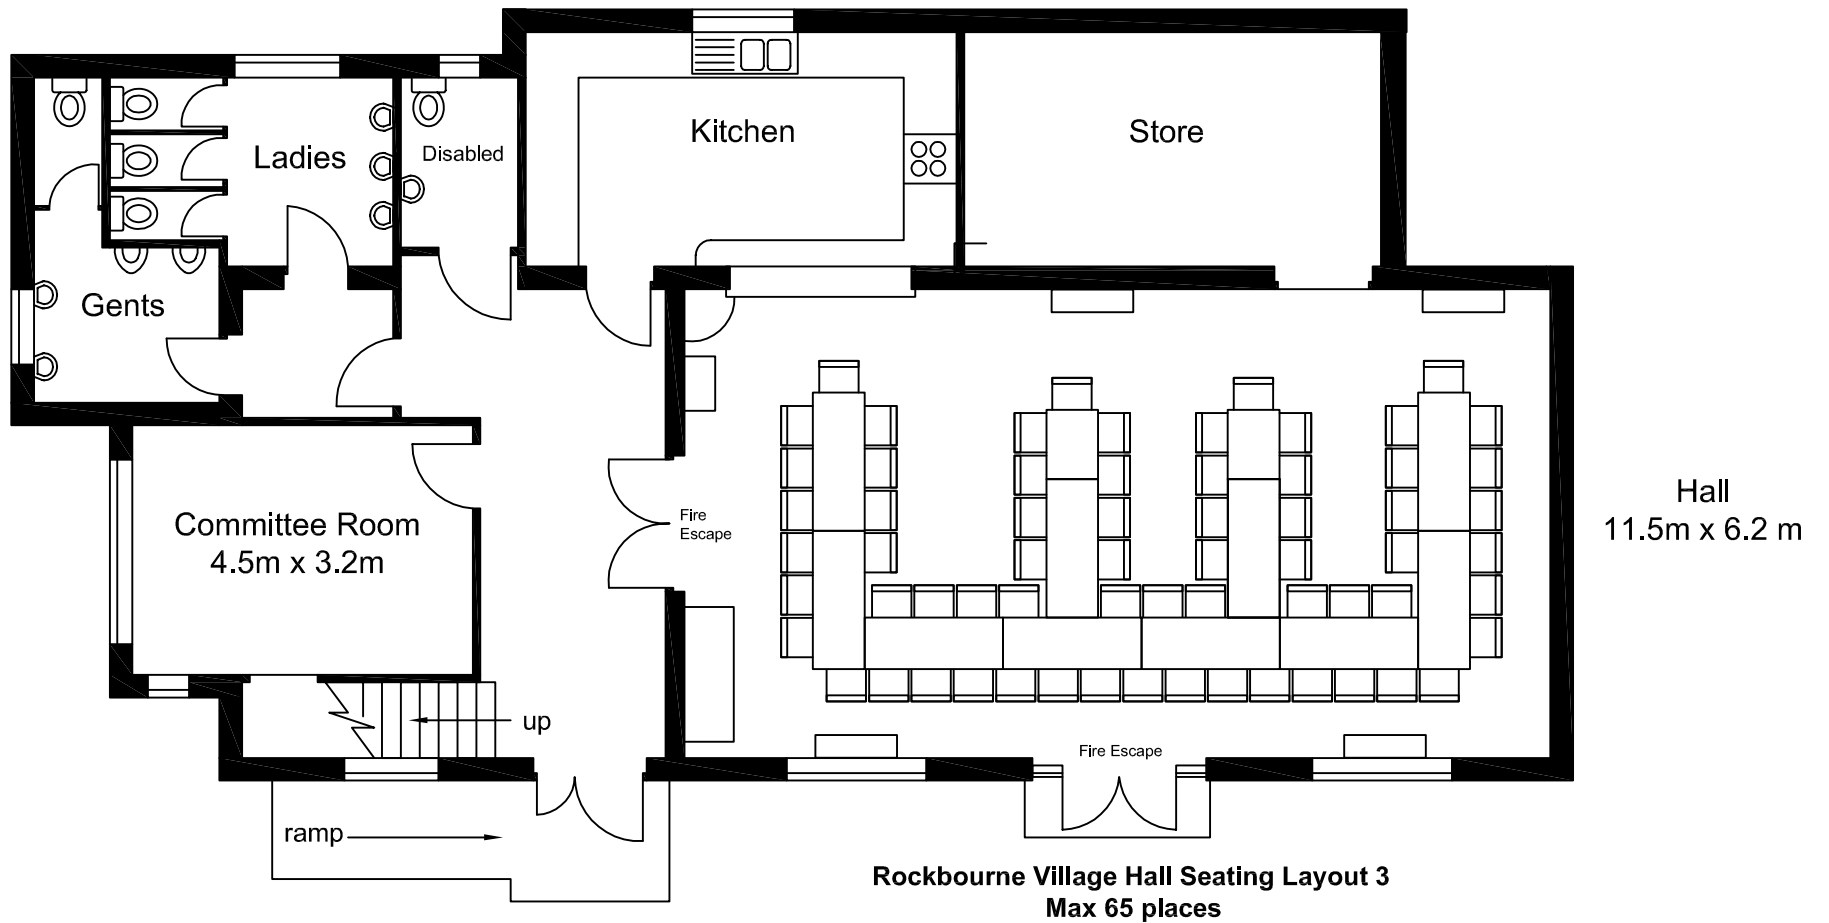 Kitchen
Store
Ladies
Disabled
Gents
Hall
11.5m x 6.2 m
Committee Room
4.5m x 3.2m
Fire
Escape
up
Fire Escape
ramp
Rockbourne Village Hall Seating Layout 3
Max 65 places